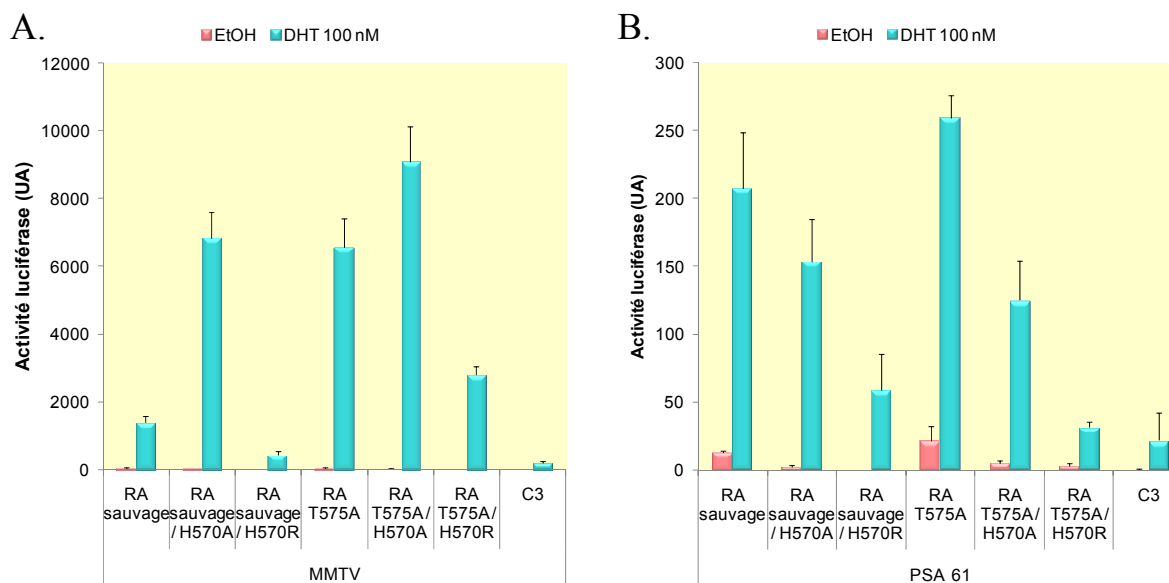 A.
EtOH DHT 100 nM
Activité luciférase (UA)
12000
10000
8000
6000
4000
2000
0
RA sauvage
RA sauvage / H570A
RA sauvage / H570R
RA T575A
RA T575A / H570A
RA T575A / H570R
C3
MMTV
B.
EtOH DHT 100 nM
Activité luciférase (UA)
300
250
200
150
100
50
0
RA sauvage
RA sauvage / H570A
RA sauvage / H570R
RA T575A
RA T575A / H570A
RA T575A / H570R
C3
PSA 61